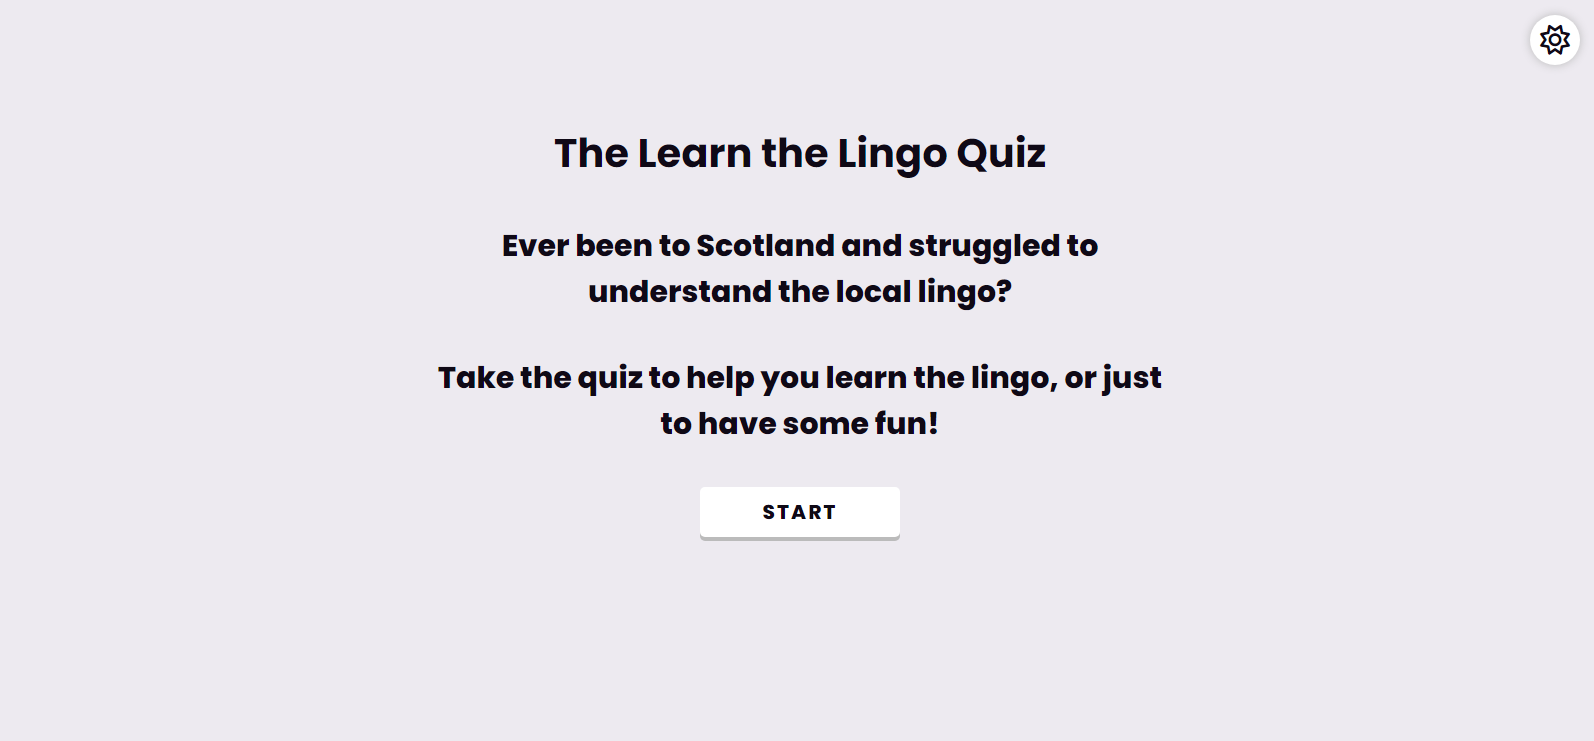 The Learn the Lingo Quiz
Ever been to Scotland and struggled to
understand the local lingo?
Take the quiz to help you learn the lingo, or just
to have some fun!
START